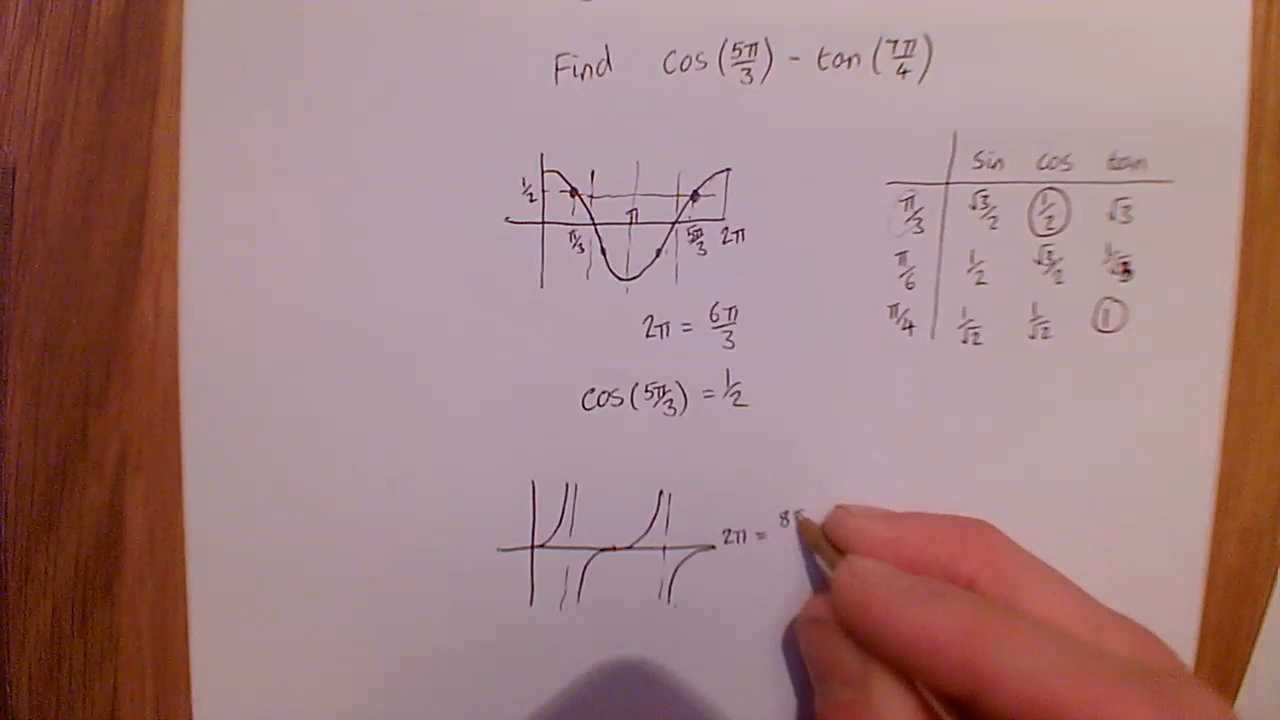 Find cos(5π/3) - tan(7π/4)
sin cos tan
π/3 √3/2 1/2 √3
π/6 1/2 √3/2 1/√3
π/4 1/√2 1/√2 1
1/2
π
π/3 5π/3 2π
2π = 6π/3
cos(5π/3) = 1/2
2π = 8π